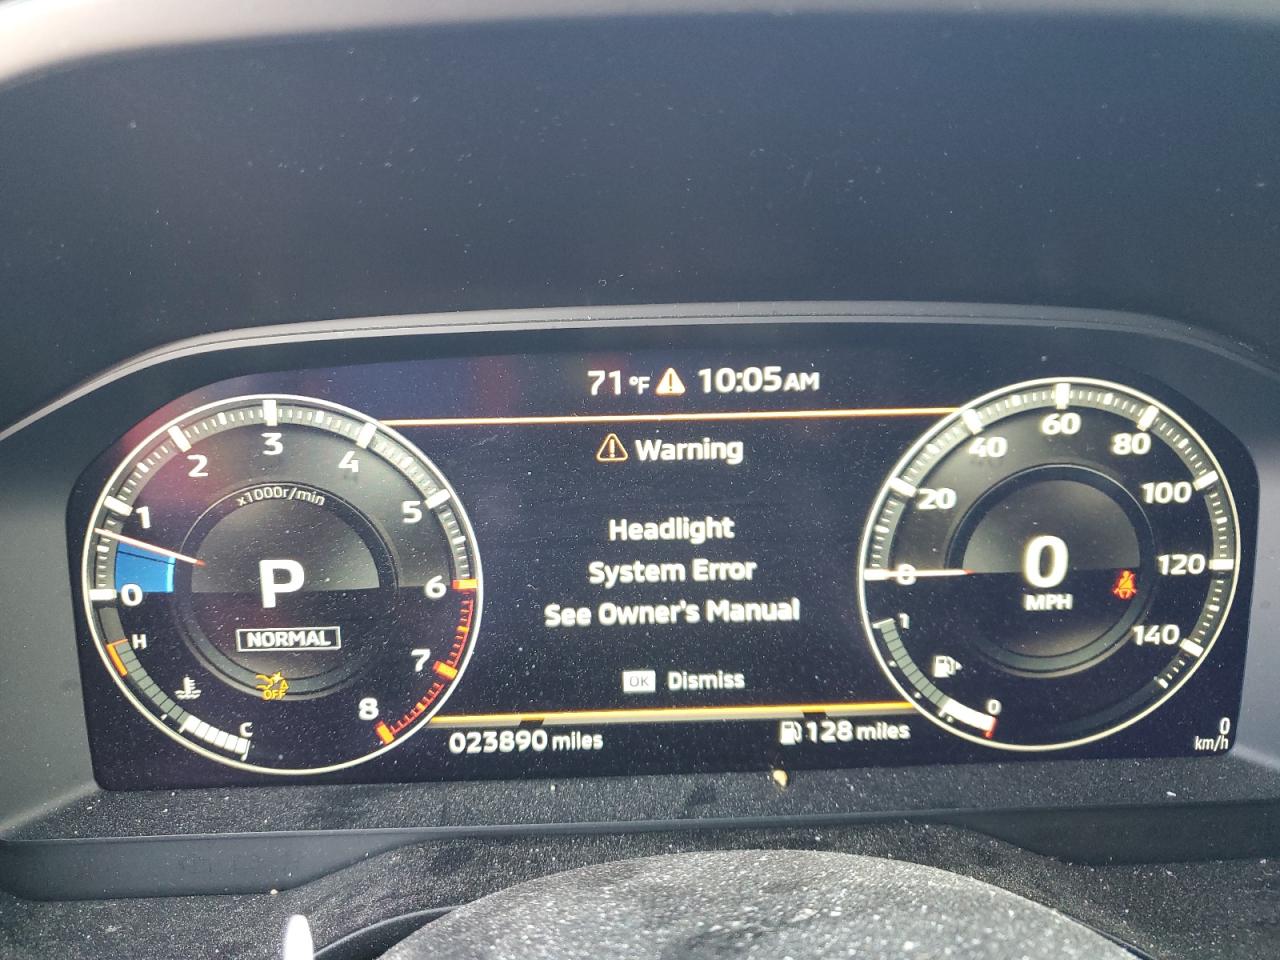 71 °F 10:05 AM
Warning
Headlight
System Error
See Owner's Manual
OK Dismiss
023890 miles
128 miles
0
1
2
3
4
5
6
7
8
x1000r/min
P
NORMAL
OFF
H
C
0
20
40
60
80
100
120
140
0
MPH
1
0
0
km/h